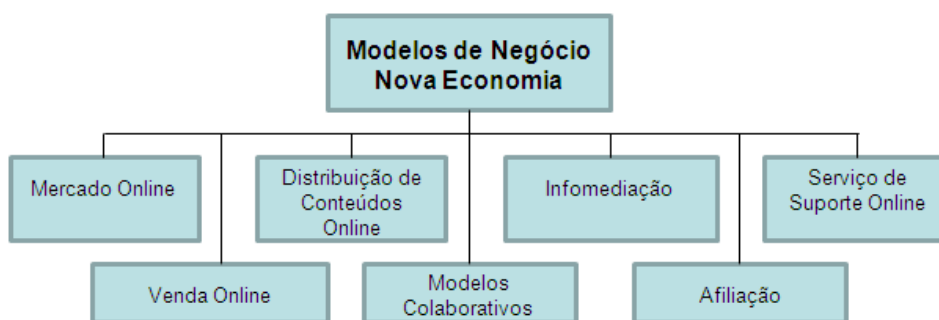 Modelos de Negócio
Nova Economia
Mercado Online
Distribuição de
Conteúdos
Online
Infomediação
Serviço de
Suporte Online
Venda Online
Modelos
Colaborativos
Afiliação